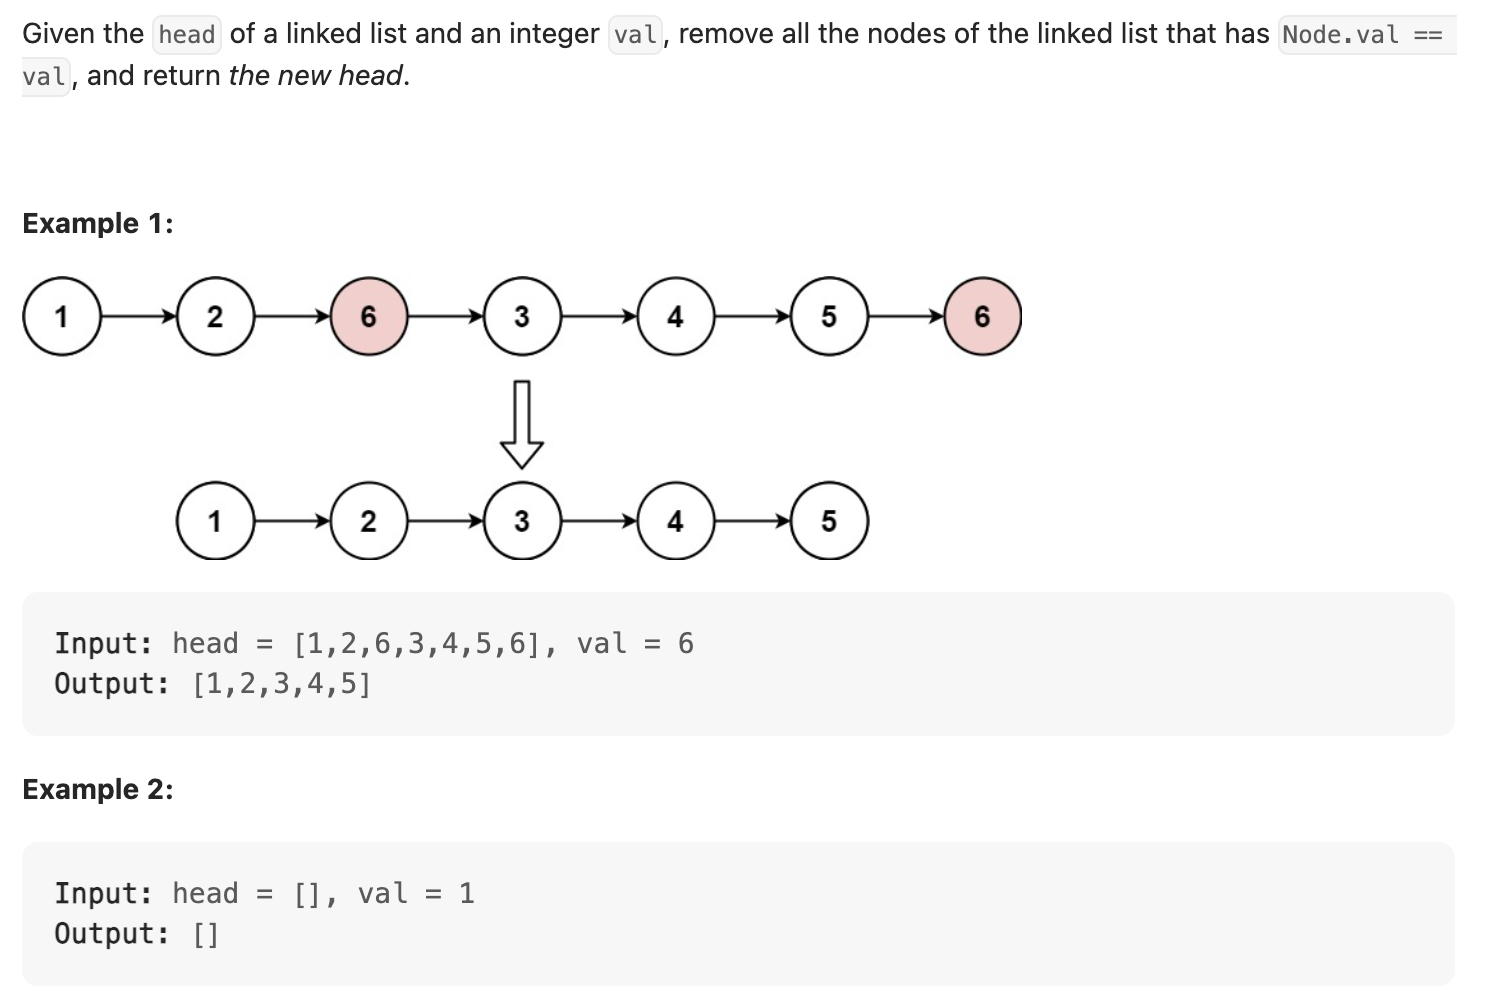 Given the head of a linked list and an integer val, remove all the nodes of the linked list that has Node.val ==
val, and return the new head.
Example 1:
1 2 6 3 4 5 6
1 2 3 4 5
Input: head = [1,2,6,3,4,5,6], val = 6
Output: [1,2,3,4,5]
Example 2:
Input: head = [], val = 1
Output: []